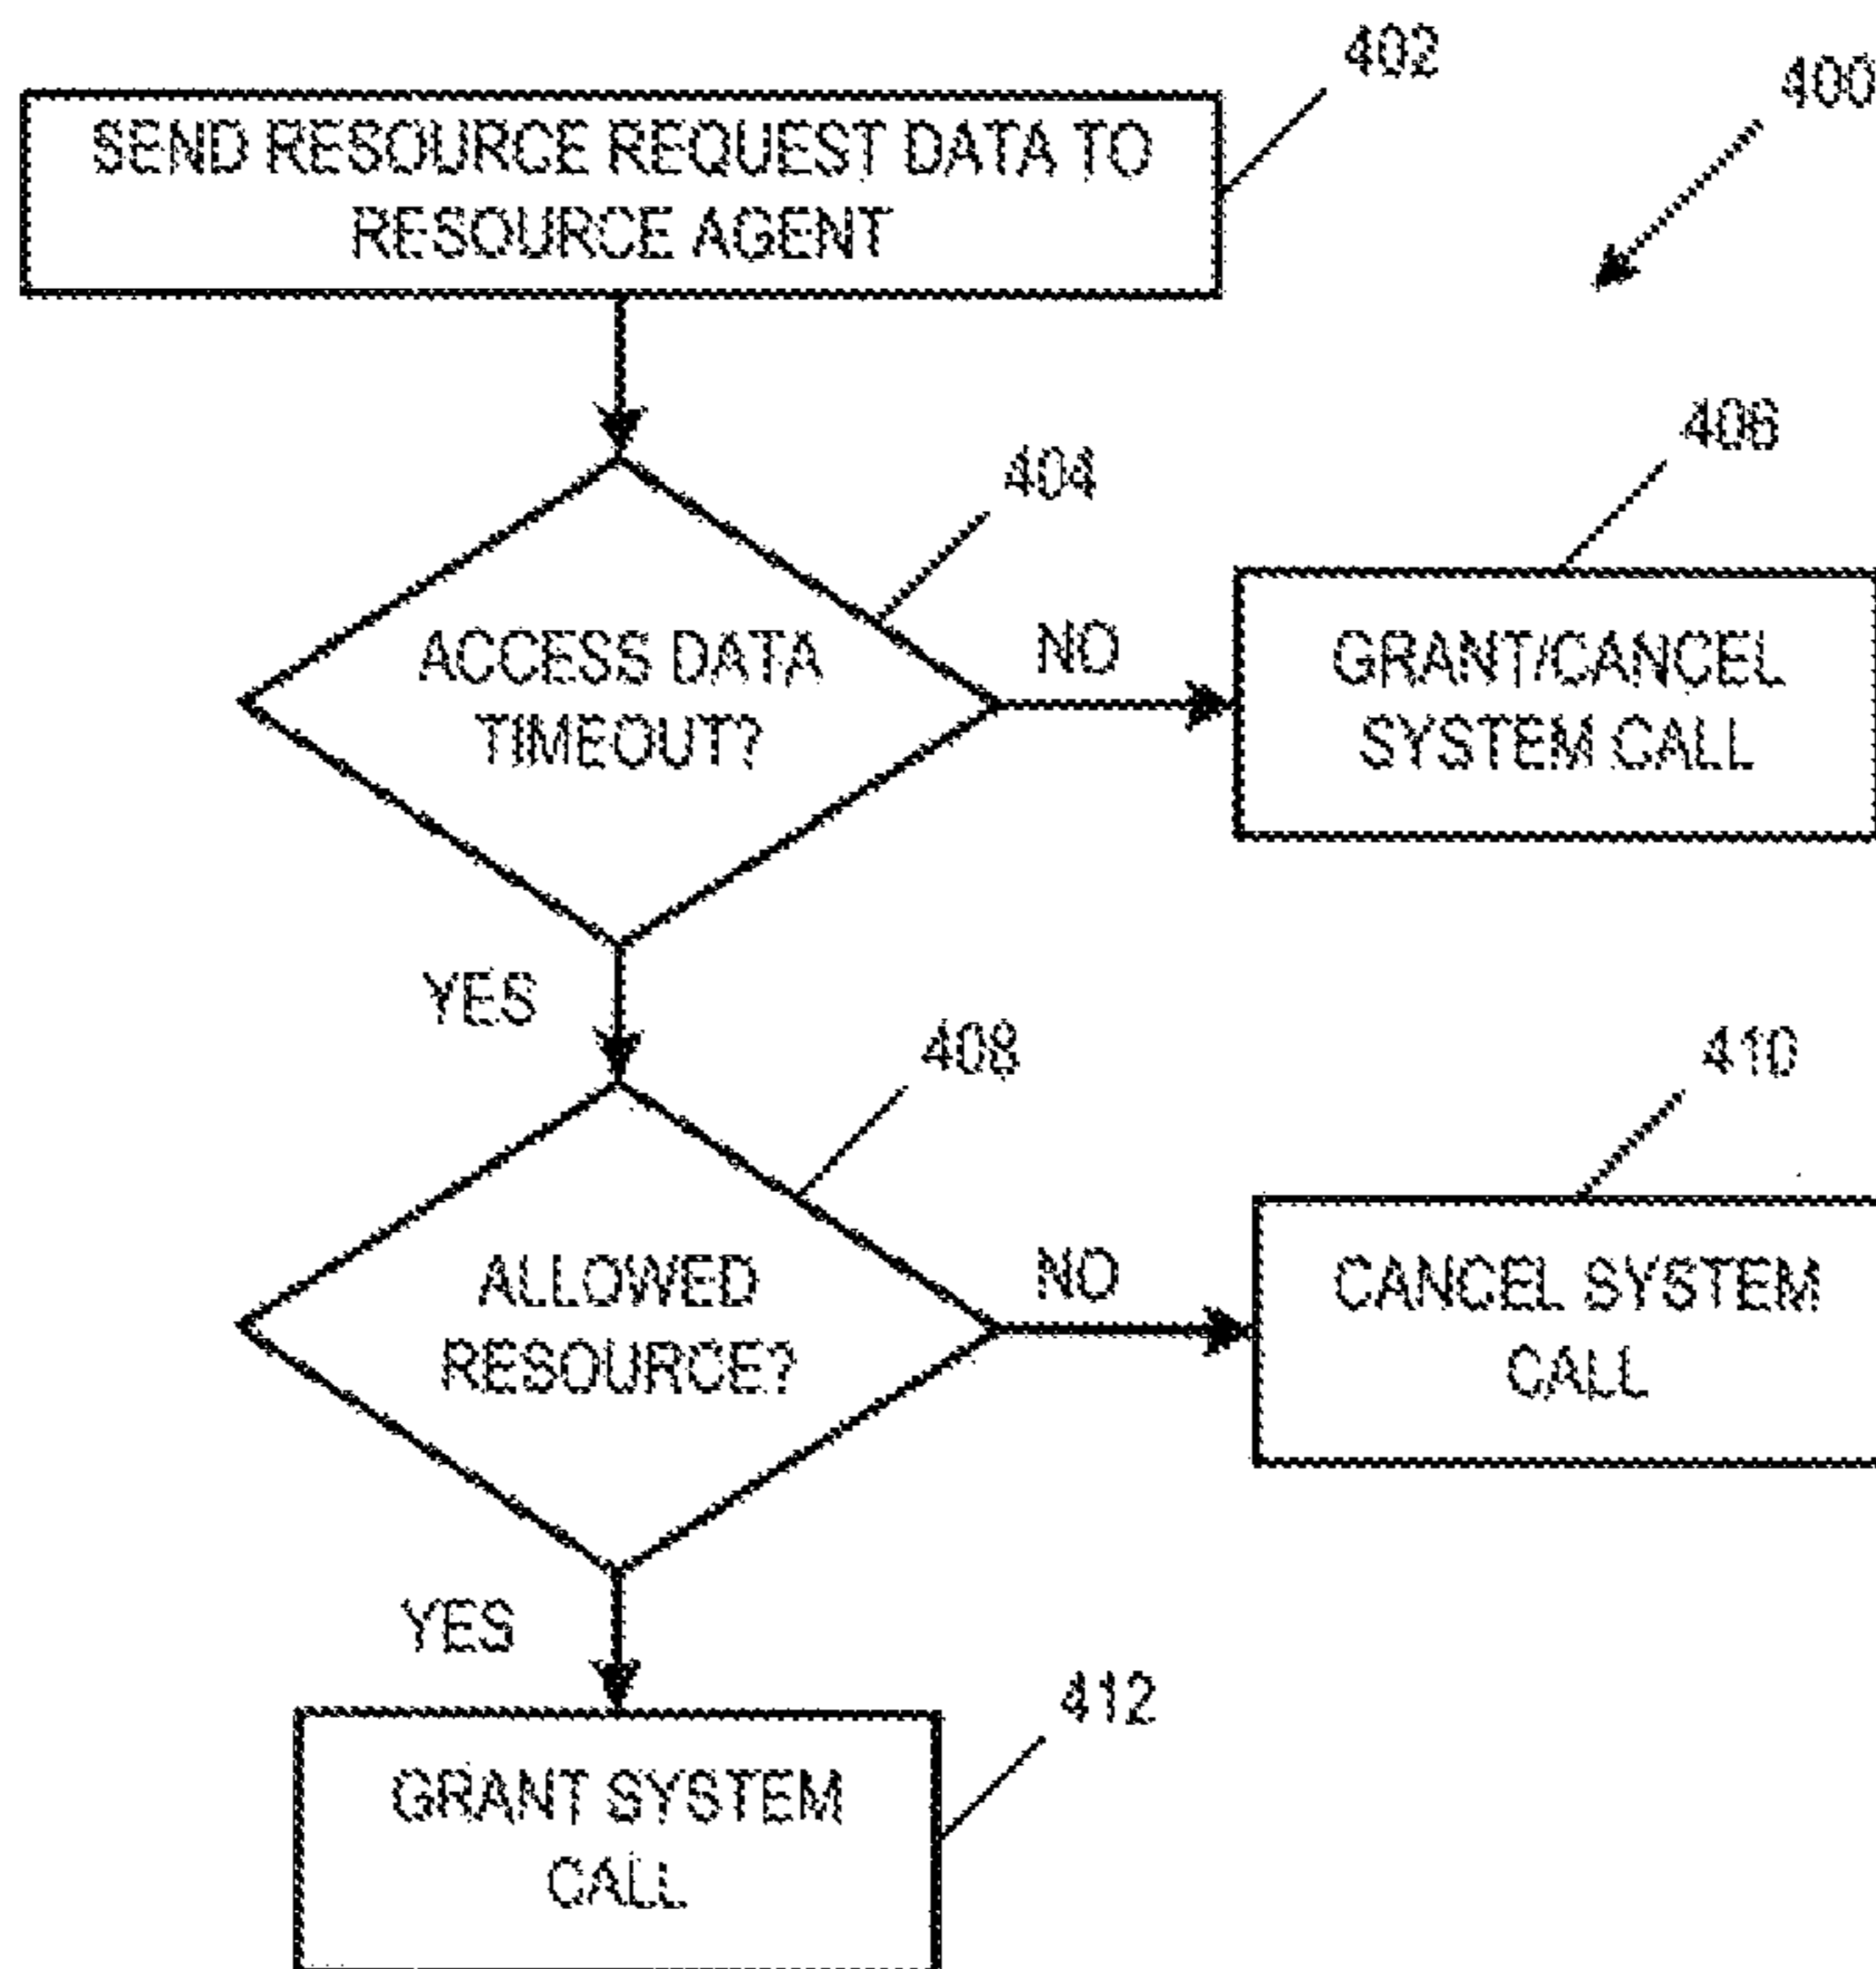 402
400
SEND RESOURCE REQUEST DATA TO
RESOURCE AGENT
406
404
NO
ACCESS DATA
TIMEOUT?
GRANT/CANCEL
SYSTEM CALL
YES
408
410
NO
ALLOWED
RESOURCE?
CANCEL SYSTEM
CALL
YES
412
GRANT SYSTEM
CALL